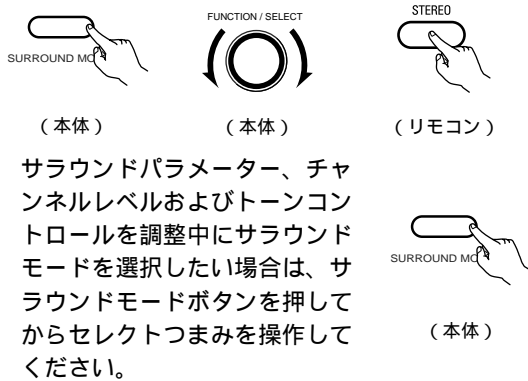 FUNCTION / SELECT
STEREO
SURROUND MO
（本体）
（本体）
（リモコン）
サラウンドパラメーター、チャ
ンネルレベルおよびトーンコン
トロールを調整中にサラウンド
モードを選択したい場合は、サ
ラウンドモードボタンを押して
からセレクトつまみを操作して
ください。
SURROUND MO
（本体）